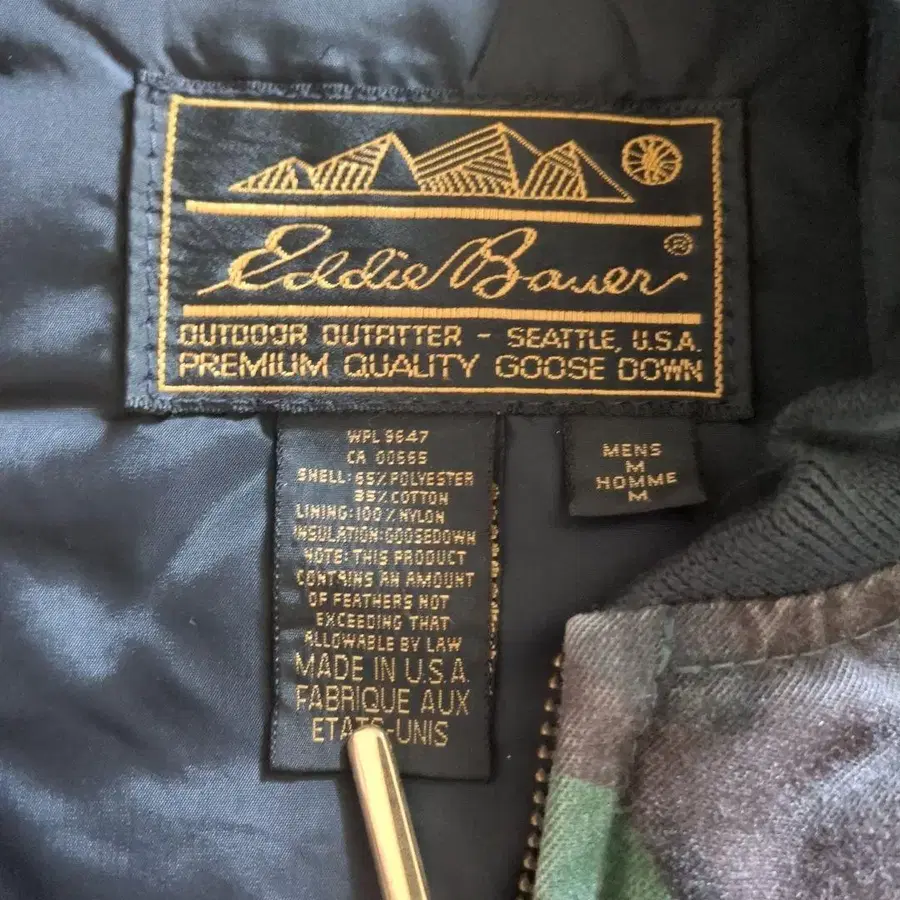 Eddie Bauer ®
OUTDOOR OUTFITTER - SEATTLE, U.S.A.
PREMIUM QUALITY GOOSE DOWN
WPL 9647
CA 00665
SHELL: 65% POLYESTER
35% COTTON
LINING: 100% NYLON
INSULATION: GOOSEDOWN
NOTE: THIS PRODUCT
CONTAINS AN AMOUNT
OF FEATHERS NOT
EXCEEDING THAT
ALLOWABLE BY LAW
MADE IN U.S.A.
FABRIQUE AUX
ETATS-UNIS
MENS
M
HOMME
M